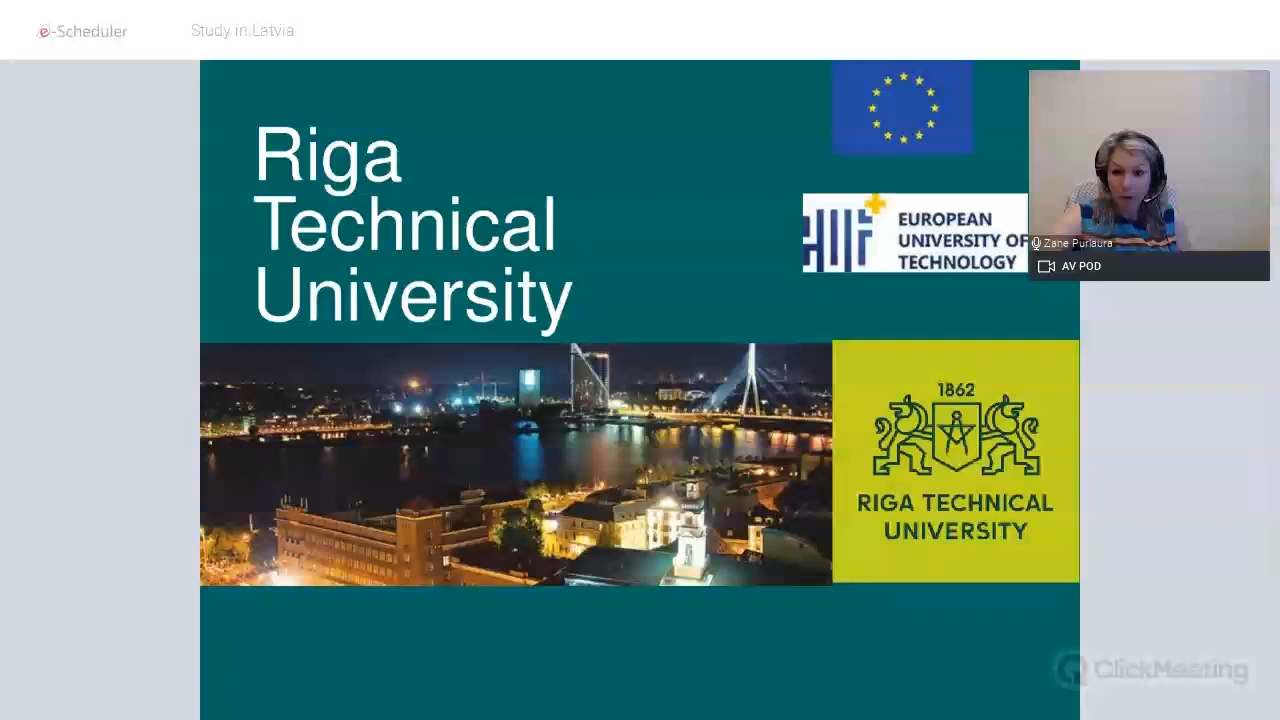 e-Scheduler
Study in Latvia
Riga
Technical
University
EUROPEAN
UNIVERSITY OF
TECHNOLOGY
Zane Purlaura
AV POD
1862
RIGA TECHNICAL
UNIVERSITY
ClickMeeting